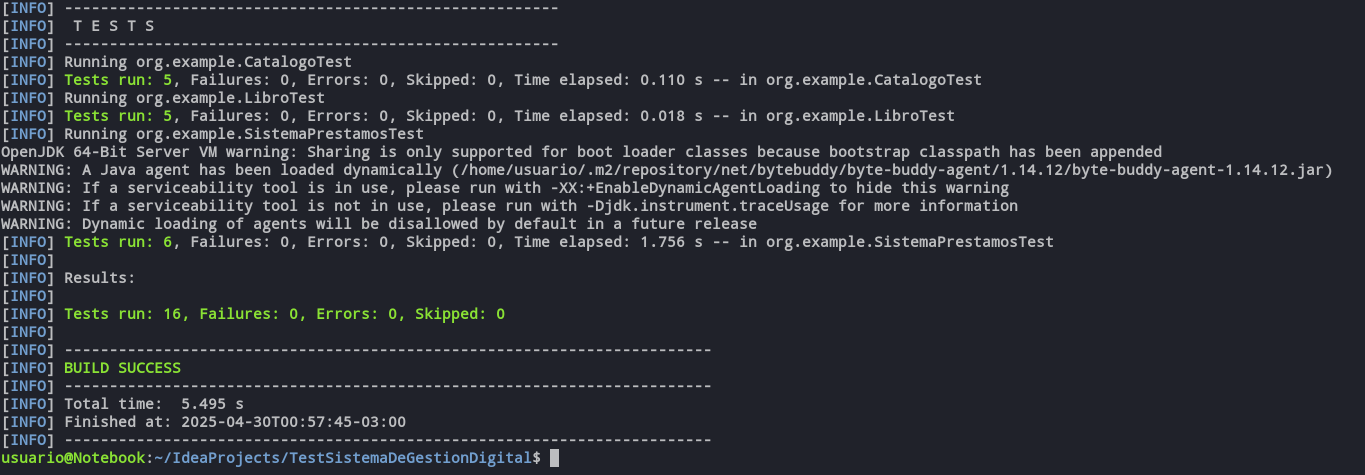 [INFO] -------------------------------------------------------
[INFO]  T E S T S
[INFO] -------------------------------------------------------
[INFO] Running org.example.CatalogoTest
[INFO] Tests run: 5, Failures: 0, Errors: 0, Skipped: 0, Time elapsed: 0.110 s -- in org.example.CatalogoTest
[INFO] Running org.example.LibroTest
[INFO] Tests run: 5, Failures: 0, Errors: 0, Skipped: 0, Time elapsed: 0.018 s -- in org.example.LibroTest
[INFO] Running org.example.SistemaPrestamosTest
OpenJDK 64-Bit Server VM warning: Sharing is only supported for boot loader classes because bootstrap classpath has been appended
WARNING: A Java agent has been loaded dynamically (/home/usuario/.m2/repository/net/bytebuddy/byte-buddy-agent/1.14.12/byte-buddy-agent-1.14.12.jar)
WARNING: If a serviceability tool is in use, please run with -XX:+EnableDynamicAgentLoading to hide this warning
WARNING: If a serviceability tool is not in use, please run with -Djdk.instrument.traceUsage for more information
WARNING: Dynamic loading of agents will be disallowed by default in a future release
[INFO] Tests run: 6, Failures: 0, Errors: 0, Skipped: 0, Time elapsed: 1.756 s -- in org.example.SistemaPrestamosTest
[INFO]
[INFO] Results:
[INFO]
[INFO] Tests run: 16, Failures: 0, Errors: 0, Skipped: 0
[INFO]
[INFO] ------------------------------------------------------------------------
[INFO] BUILD SUCCESS
[INFO] ------------------------------------------------------------------------
[INFO] Total time:  5.495 s
[INFO] Finished at: 2025-04-30T00:57:45-03:00
[INFO] ------------------------------------------------------------------------
usuario@Notebook:~/IdeaProjects/TestSistemaDeGestionDigital$